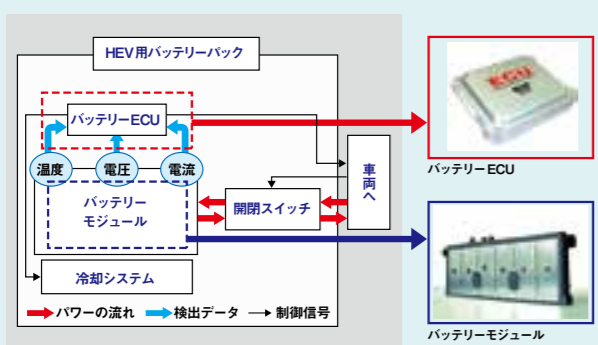 HEV用バッテリーパック
バッテリーECU
温度
電圧
電流
バッテリー
モジュール
開閉スイッチ
車両へ
冷却システム
パワーの流れ
検出データ
制御信号
ECU
バッテリーECU
バッテリーモジュール